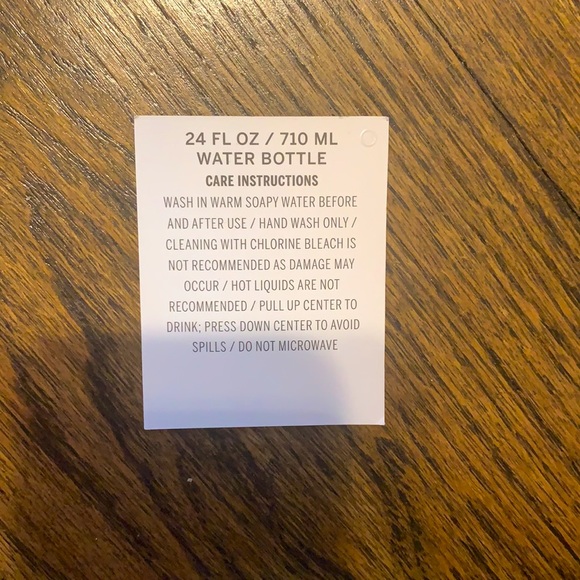 24 FL OZ / 710 ML
WATER BOTTLE
CARE INSTRUCTIONS
WASH IN WARM SOAPY WATER BEFORE
AND AFTER USE / HAND WASH ONLY /
CLEANING WITH CHLORINE BLEACH IS
NOT RECOMMENDED AS DAMAGE MAY
OCCUR / HOT LIQUIDS ARE NOT
RECOMMENDED / PULL UP CENTER TO
DRINK; PRESS DOWN CENTER TO AVOID
SPILLS / DO NOT MICROWAVE